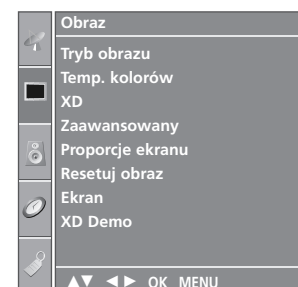 Obraz
Tryb obrazu
Temp. kolorów
XD
Zaawansowany
Proporcje ekranu
Resetuj obraz
Ekran
XD Demo
▲▼ ◄► OK MENU